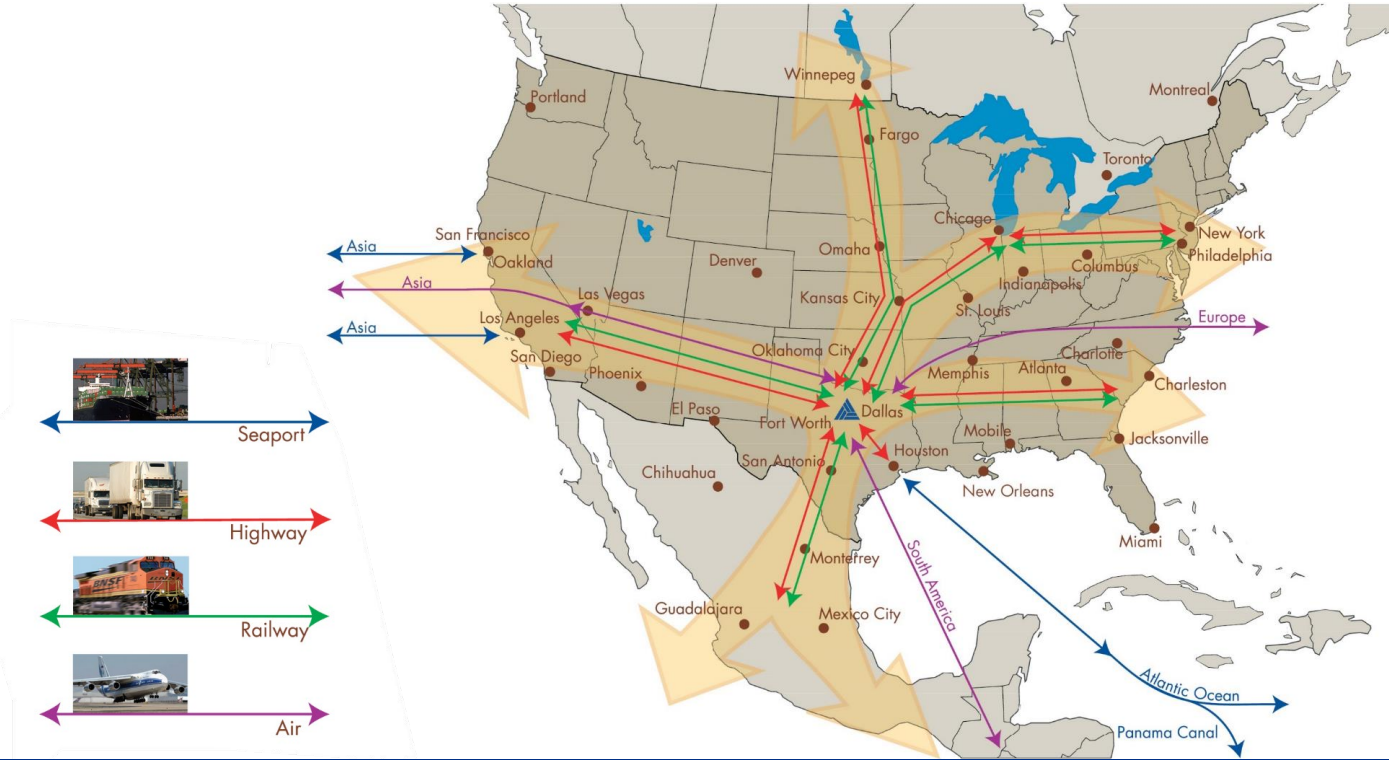 Winnepeg
Portland
Montreal
Fargo
Toronto
Chicago
San Francisco
New York
Asia
Omaha
Oakland
Philadelphia
Denver
Columbus
Indianapolis
Asia
Las Vegas
Kansas City
St. Louis
Los Angeles
Europe
Asia
San Diego
Oklahoma City
Charlotte
Phoenix
Memphis
Atlanta
Charleston
El Paso
Fort Worth
Dallas
Seaport
Mobile
Jacksonville
San Antonio
Houston
Chihuahua
New Orleans
Highway
Miami
Monterrey
South America
BNSF
Guadalajara
Mexico City
Railway
Atlantic Ocean
Air
Panama Canal